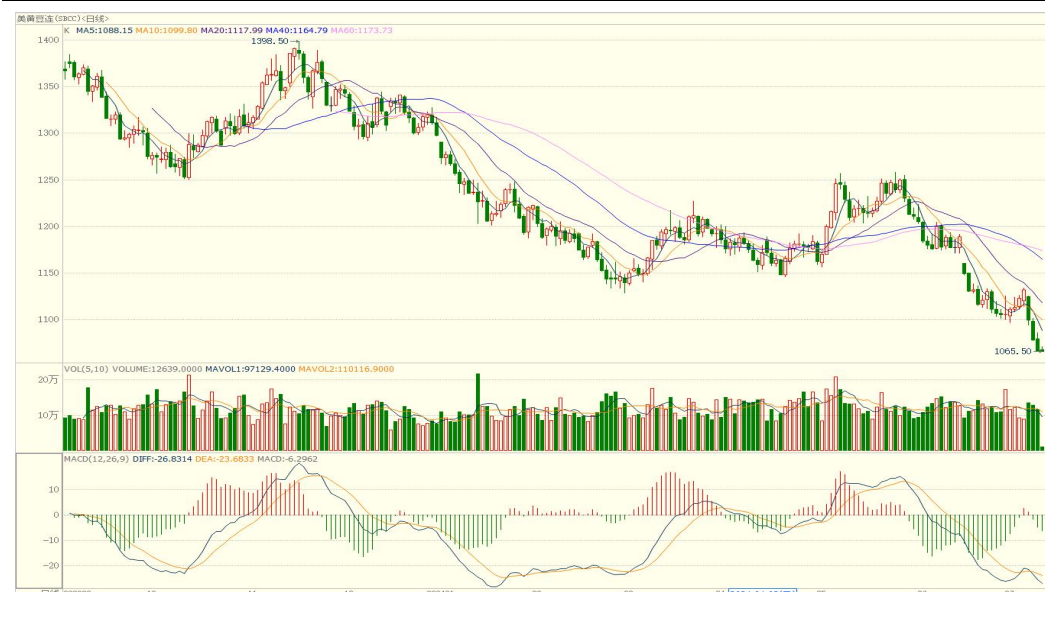 美黄豆连(SBCC)<日线>
K MA5:1088.15 MA10:1099.80 MA20:1117.99 MA40:1164.79 MA60:1173.73
1400
1398.50
1350
1300
1250
1200
1150
1100
1065.50
VOL(5,10) VOLUME:12639.0000 MAVOL1:97129.4000 MAVOL2:110116.9000
20万
10万
MACD(12,26,9) DIFF:-26.8314 DEA:-23.6833 MACD:-6.2962
10
0
-10
-20